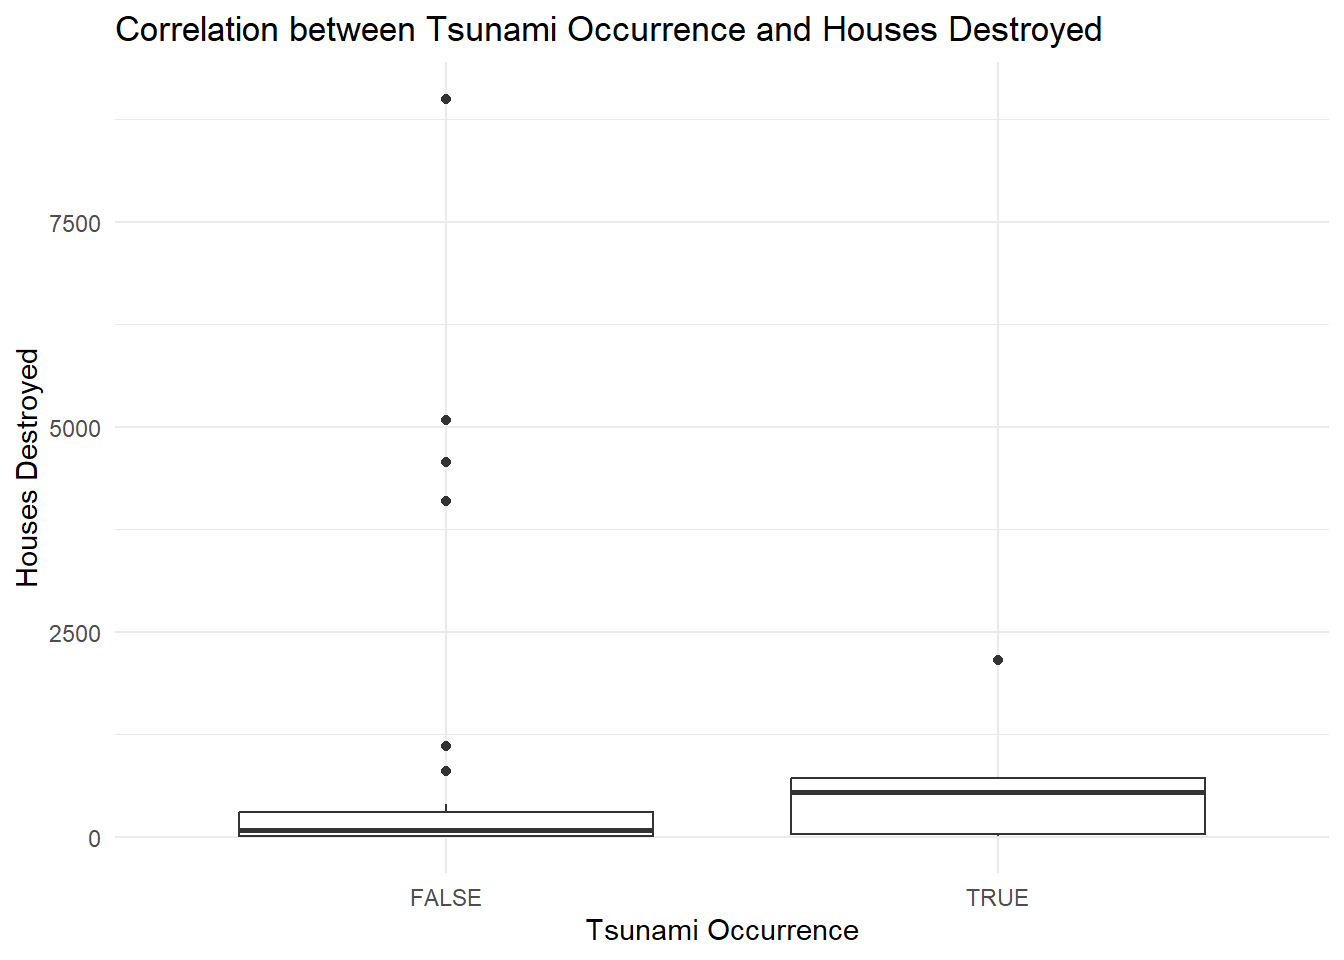 Correlation between Tsunami Occurrence and Houses Destroyed
Houses Destroyed
7500
5000
2500
0
FALSE
TRUE
Tsunami Occurrence